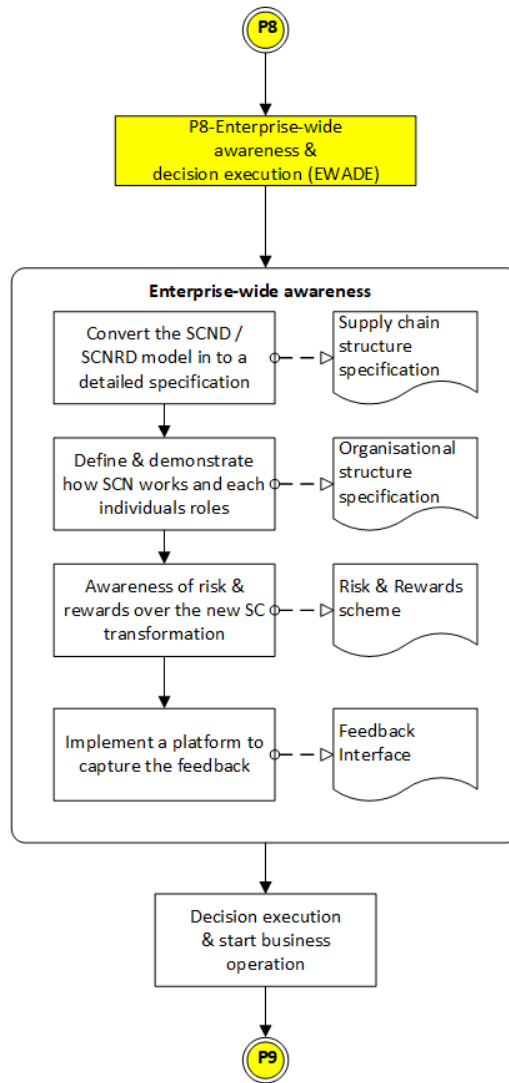 P8
P8-Enterprise-wide
awareness &
decision execution (EWADE)
Enterprise-wide awareness
Convert the SCND /
SCNRD model in to a
detailed specification
Supply chain
structure
specification
Define & demonstrate
how SCN works and each
individuals roles
Organisational
structure
specification
Awareness of risk &
rewards over the new SC
transformation
Risk & Rewards
scheme
Implement a platform to
capture the feedback
Feedback
Interface
Decision execution
& start business
operation
P9